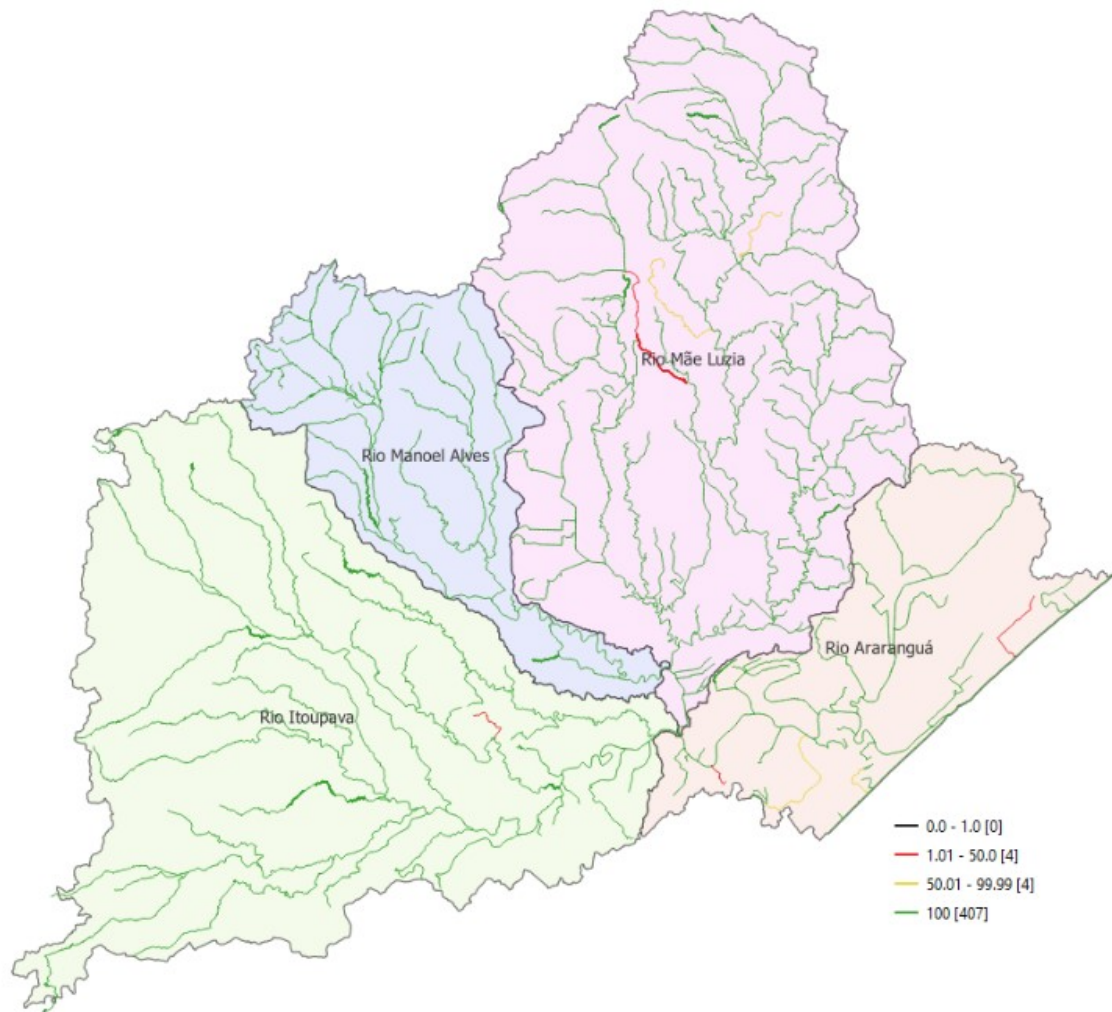 Rio Mãe Luzia
Rio Manoel Alves
Rio Araranguá
Rio Itoupava
0.0 - 1.0 [0]
1.01 - 50.0 [4]
50.01 - 99.99 [4]
100 [407]